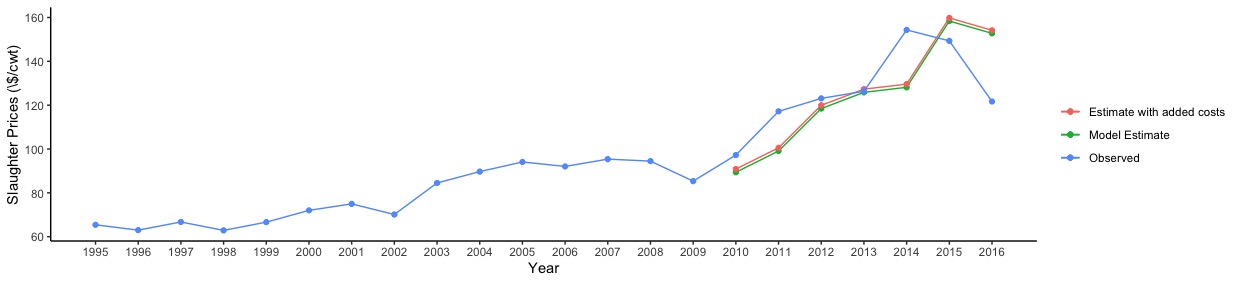 Slaughter Prices (\$/cwt)
160
140
120
100
80
60
1995 1996 1997 1998 1999 2000 2001 2002 2003 2004 2005 2006 2007 2008 2009 2010 2011 2012 2013 2014 2015 2016
Year
Estimate with added costs
Model Estimate
Observed